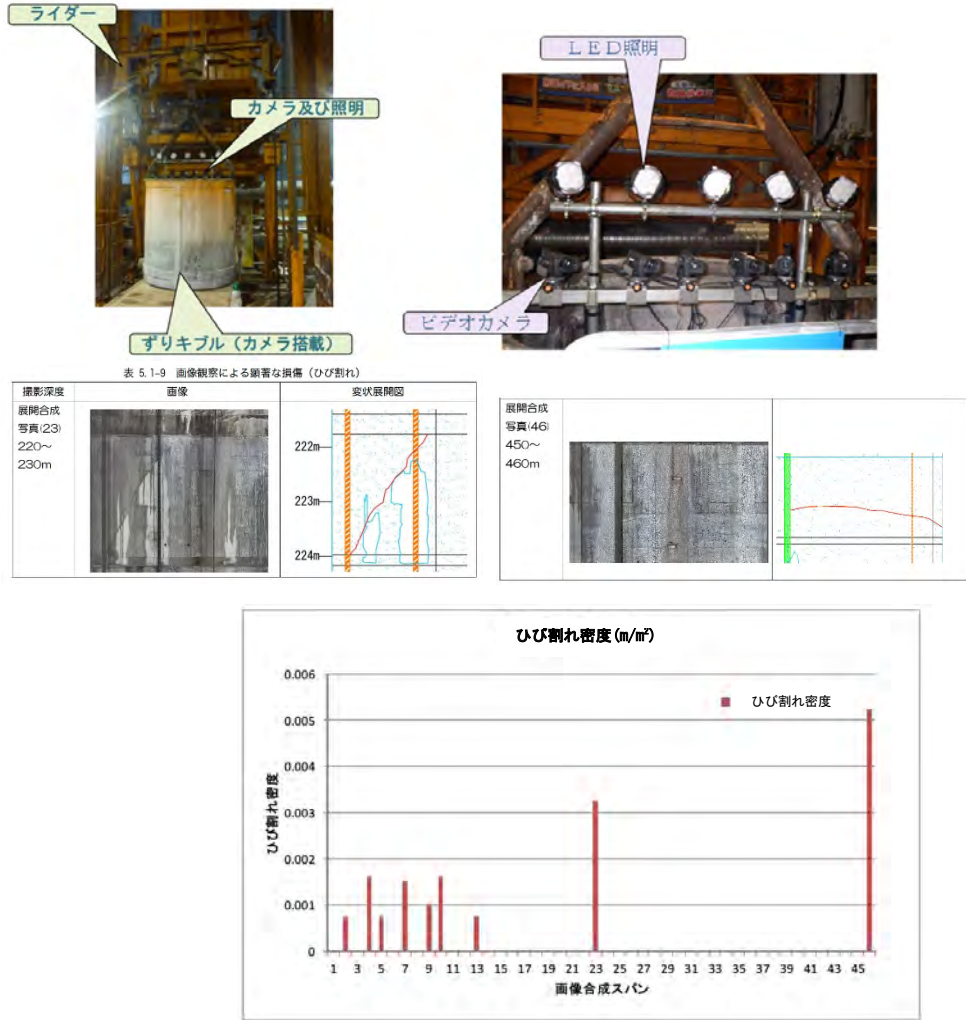 ライダー
カメラ及び照明
ずりキブル（カメラ搭載）
ＬＥＤ照明
ビデオカメラ
表 5.1-9 画像観察による顕著な損傷（ひび割れ）
撮影深度 画像 変状展開図
展開合成
写真(23)
220～
230m
222m
223m
224m
展開合成
写真(46)
450～
460m
ひび割れ密度(m/㎡)
ひび割れ密度
ひび割れ密度
0.006
0.005
0.004
0.003
0.002
0.001
0
1 3 5 7 9 11 13 15 17 19 21 23 25 27 29 31 33 35 37 39 41 43 45
画像合成スパン